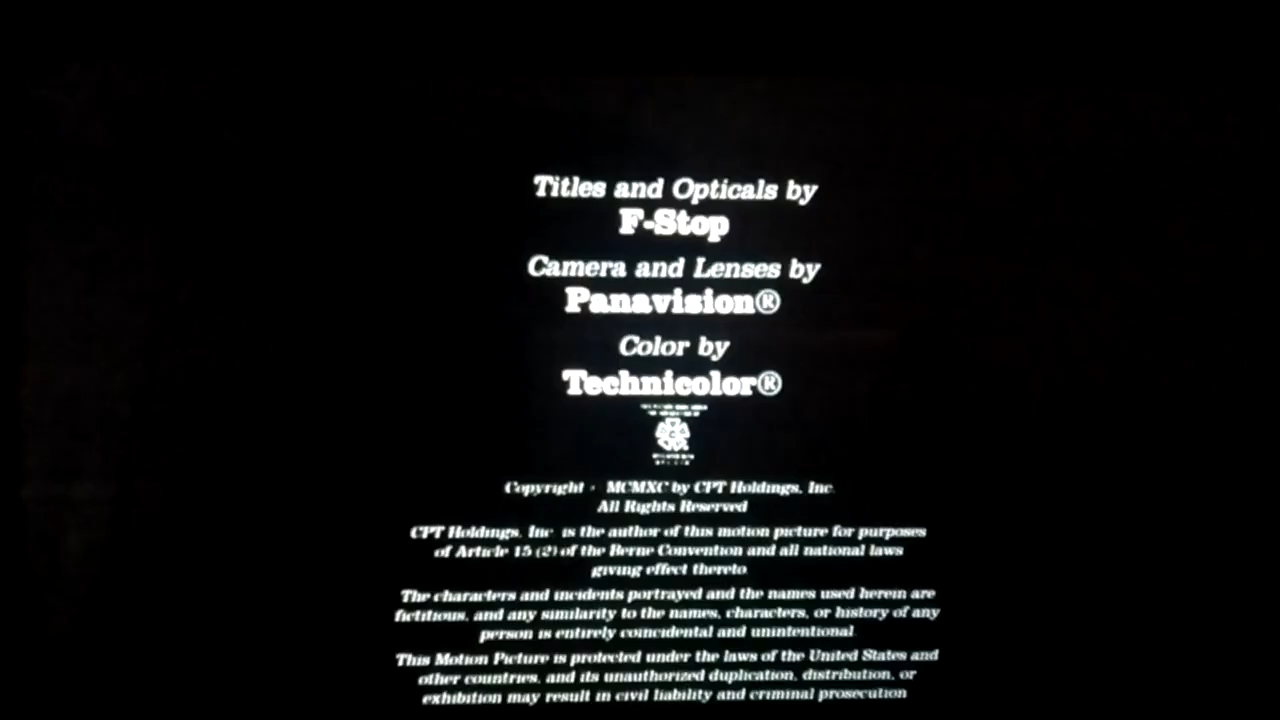 Titles and Opticals by
F-Stop
Camera and Lenses by
Panavision®
Color by
Technicolor®
Copyright MCMXC by CPT Holdings, Inc.
All Rights Reserved
CPT Holdings, Inc. is the author of this motion picture for purposes
of Article 15 (2) of the Berne Convention and all national laws
giving effect thereto.
The characters and incidents portrayed and the names used herein are
fictitious, and any similarity to the names, characters, or history of any
person is entirely coincidental and unintentional.
This Motion Picture is protected under the laws of the United States and
other countries, and its unauthorized duplication, distribution, or
exhibition may result in civil liability and criminal prosecution